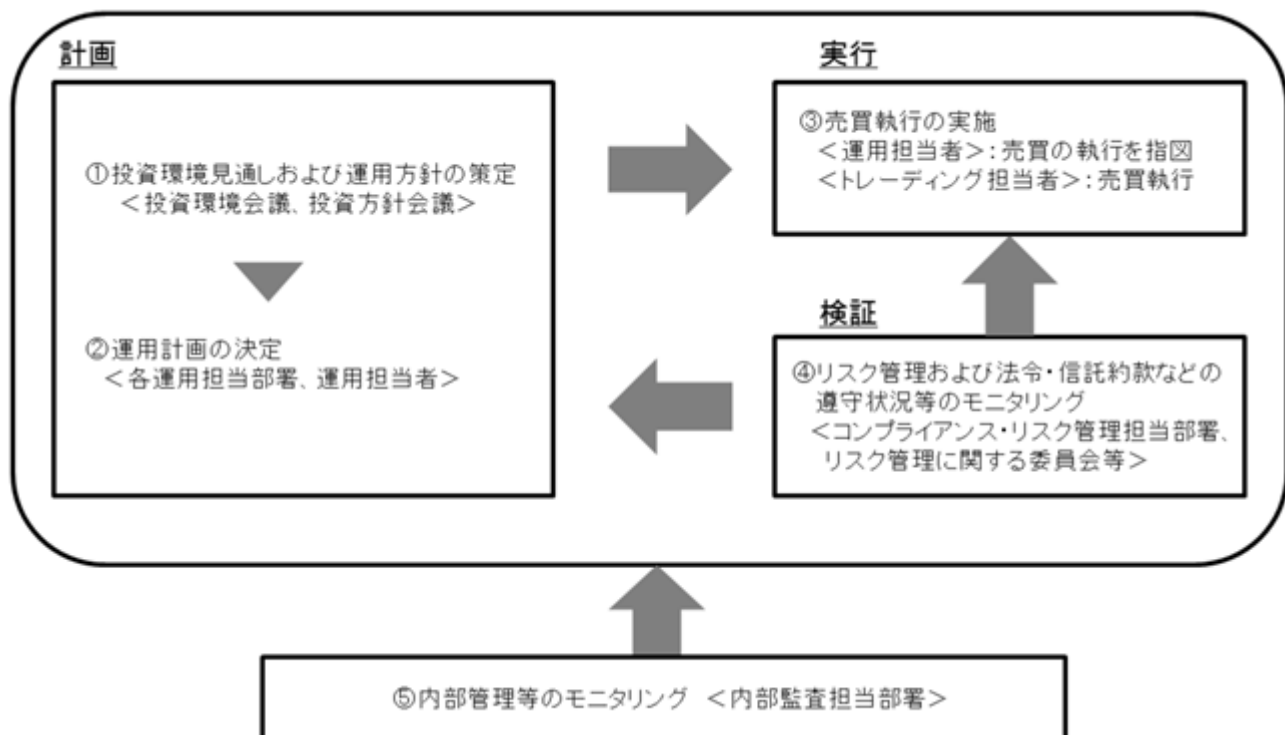 計画
①投資環境見通しおよび運用方針の策定
＜投資環境会議、投資方針会議＞
②運用計画の決定
＜各運用担当部署、運用担当者＞
実行
③売買執行の実施
＜運用担当者＞：売買の執行を指図
＜トレーディング担当者＞：売買執行
検証
④リスク管理および法令・信託約款などの
遵守状況等のモニタリング
＜コンプライアンス・リスク管理担当部署、
リスク管理に関する委員会等＞
⑤内部管理等のモニタリング ＜内部監査担当部署＞